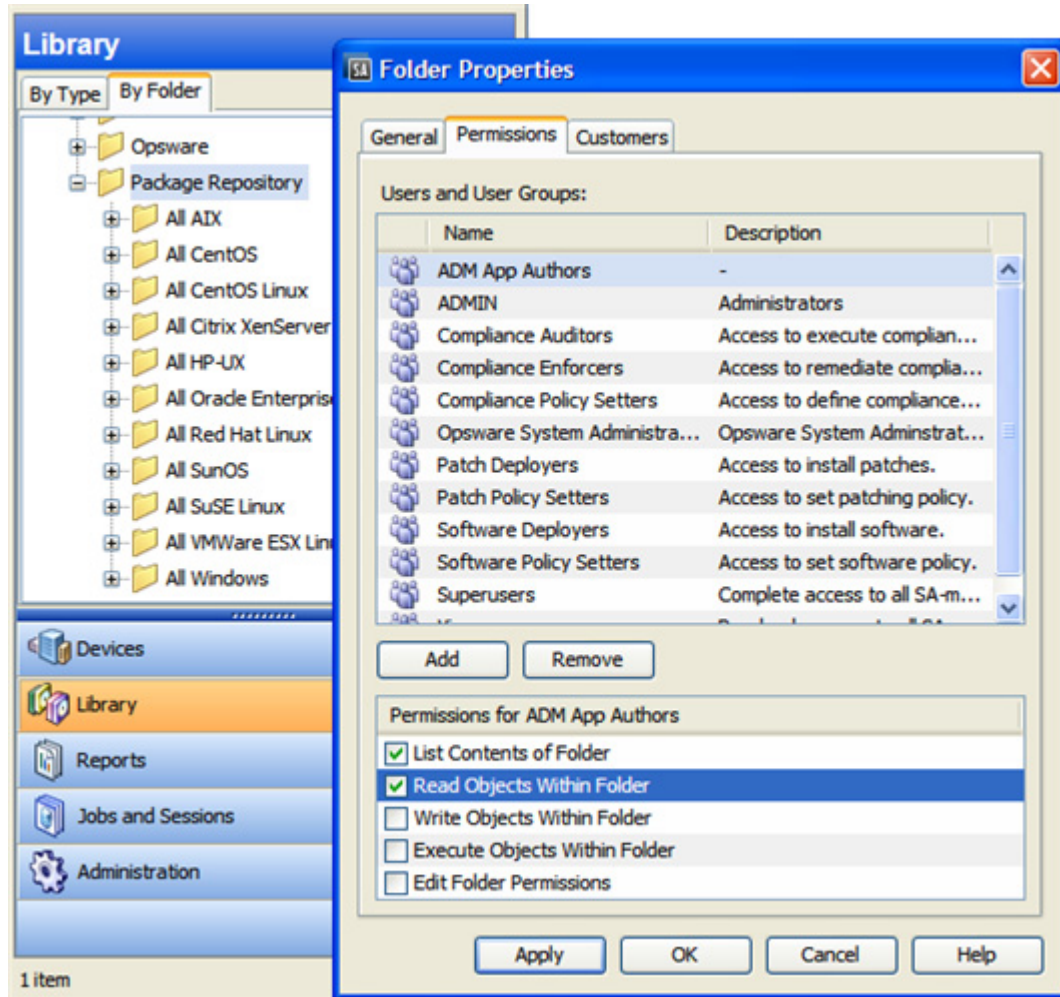 Library
By Type By Folder
Opsware
Package Repository
All AIX
All CentOS
All CentOS Linux
All Citrix XenServer
All HP-UX
All Oracle Enterprise
All Red Hat Linux
All SunOS
All SuSE Linux
All VMWare ESX
All Windows
Devices
Library
Reports
Jobs and Sessions
Administration
1 item
SA Folder Properties
General Permissions Customers
Users and User Groups:
Name Description
ADM App Authors -
ADMIN Administrators
Compliance Auditors Access to execute complian...
Compliance Enforcers Access to remediate complia...
Compliance Policy Setters Access to define compliance...
Opsware System Administra... Opsware System Adminstrat...
Patch Deployers Access to install patches.
Patch Policy Setters Access to set patching policy.
Software Deployers Access to install software.
Software Policy Setters Access to set software policy.
Superusers Complete access to all SA-m...
Add Remove
Permissions for ADM App Authors
List Contents of Folder
Read Objects Within Folder
Write Objects Within Folder
Execute Objects Within Folder
Edit Folder Permissions
Apply OK Cancel Help